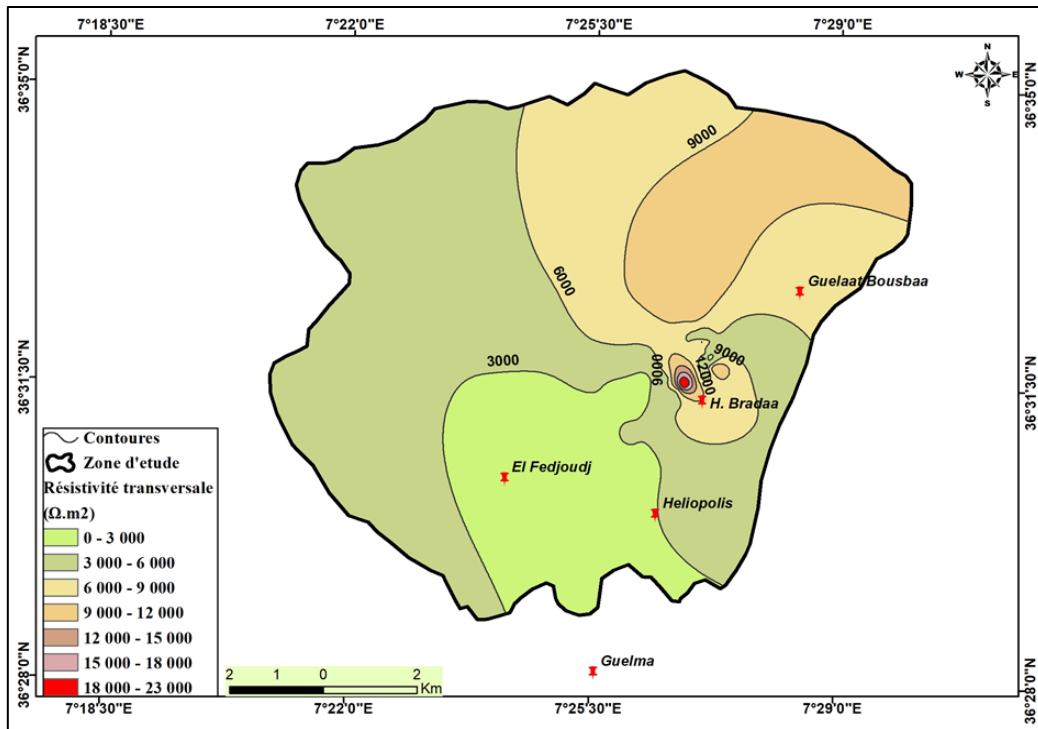 7°18'30"E 7°22'0"E 7°25'30"E 7°29'0"E
36°35'0"N
36°35'0"N
N
W E
S
9000
6000
Guelaat Bousbaa
3000
9000
12000
9000
36°31'30"N
36°31'30"N
H. Bradaa
El Fedjoudj
Heliopolis
Contoures
Zone d'etude
Résistivité transversale
(Ω.m2)
0 - 3 000
3 000 - 6 000
6 000 - 9 000
9 000 - 12 000
12 000 - 15 000
15 000 - 18 000
18 000 - 23 000
Guelma
2 1 0 2
Km
36°28'0"N
36°28'0"N
7°18'30"E 7°22'0"E 7°25'30"E 7°29'0"E